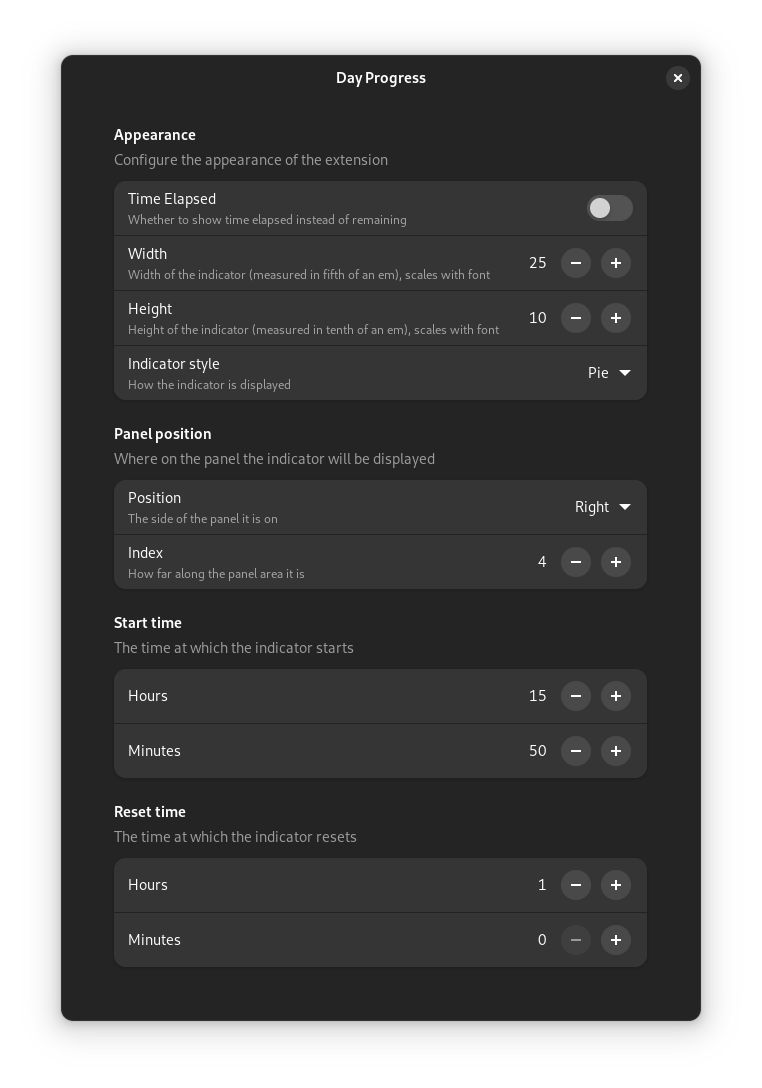 Day Progress
Appearance
Configure the appearance of the extension
Time Elapsed
Whether to show time elapsed instead of remaining
Width
Width of the indicator (measured in fifth of an em), scales with font
25
Height
Height of the indicator (measured in tenth of an em), scales with font
10
Indicator style
How the indicator is displayed
Pie
Panel position
Where on the panel the indicator will be displayed
Position
The side of the panel it is on
Right
Index
How far along the panel area it is
4
Start time
The time at which the indicator starts
Hours
15
Minutes
50
Reset time
The time at which the indicator resets
Hours
1
Minutes
0